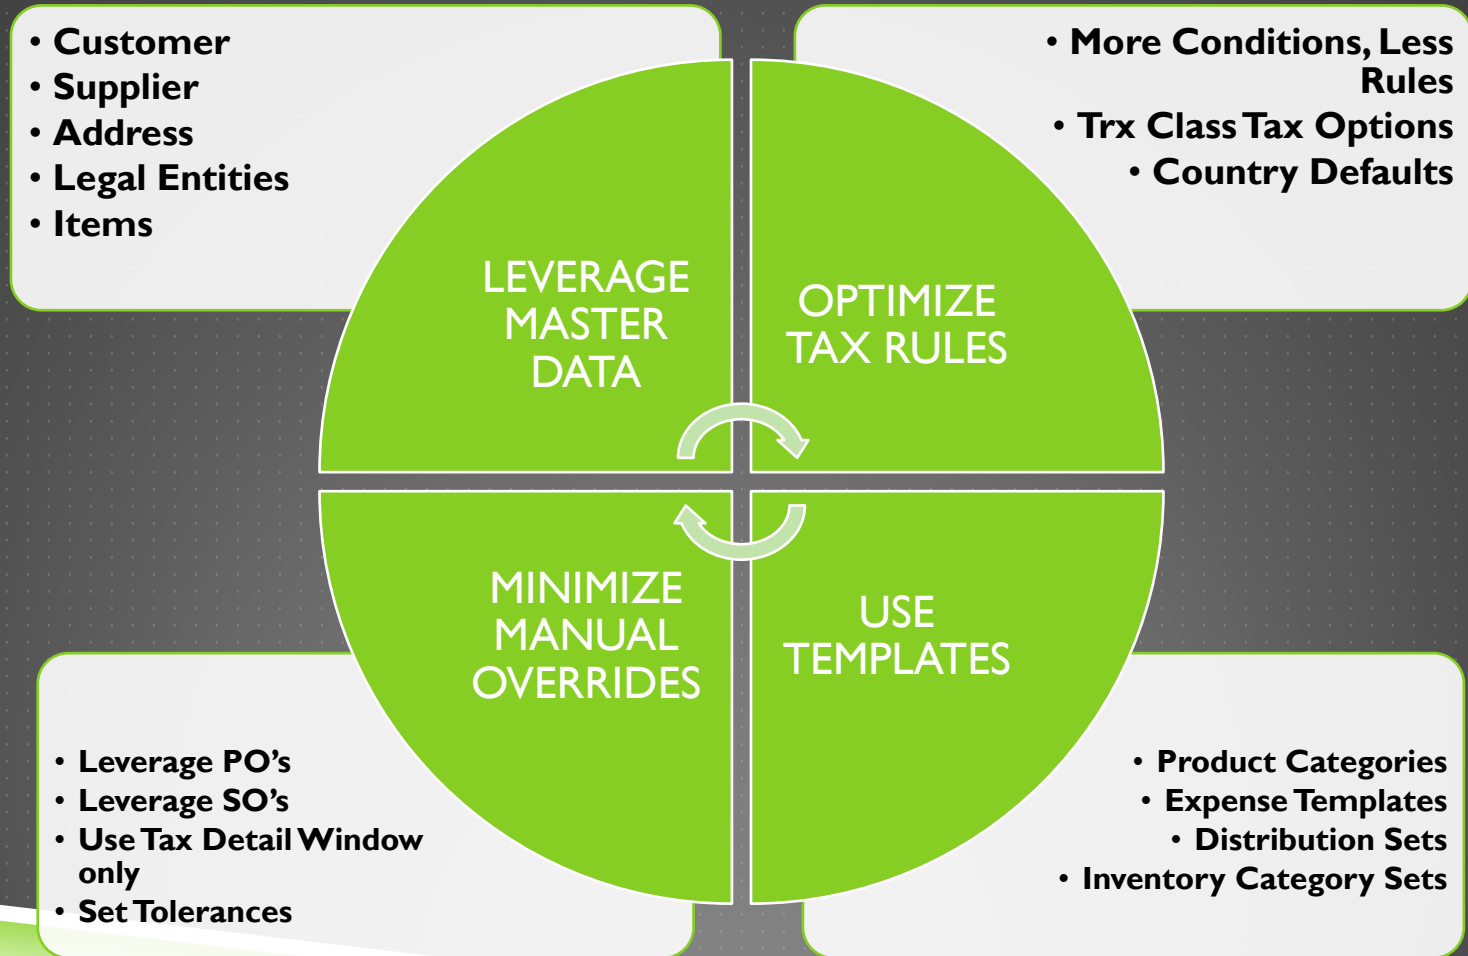 • Customer
• Supplier
• Address
• Legal Entities
• Items
• More Conditions, Less
Rules
• Trx Class Tax Options
• Country Defaults
LEVERAGE
MASTER
DATA
OPTIMIZE
TAX RULES
MINIMIZE
MANUAL
OVERRIDES
USE
TEMPLATES
• Leverage PO’s
• Leverage SO’s
• Use Tax Detail Window
only
• Set Tolerances
• Product Categories
• Expense Templates
• Distribution Sets
• Inventory Category Sets